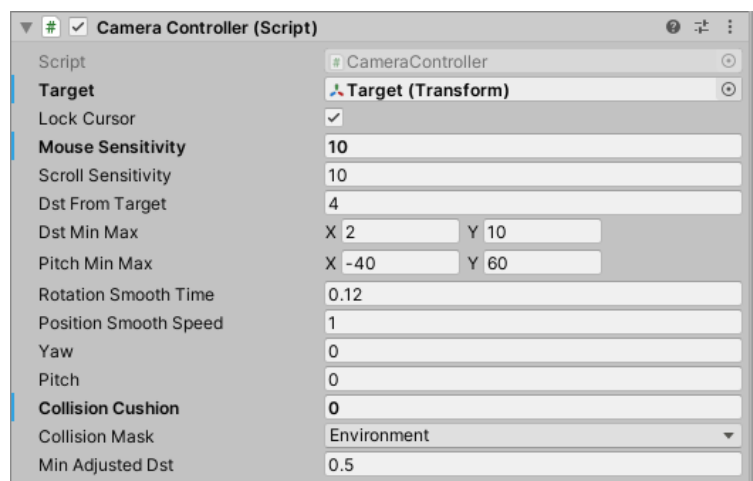 # Camera Controller (Script)
Script # CameraController
Target Target (Transform)
Lock Cursor
Mouse Sensitivity 10
Scroll Sensitivity 10
Dst From Target 4
Dst Min Max X 2 Y 10
Pitch Min Max X -40 Y 60
Rotation Smooth Time 0.12
Position Smooth Speed 1
Yaw 0
Pitch 0
Collision Cushion 0
Collision Mask Environment
Min Adjusted Dst 0.5